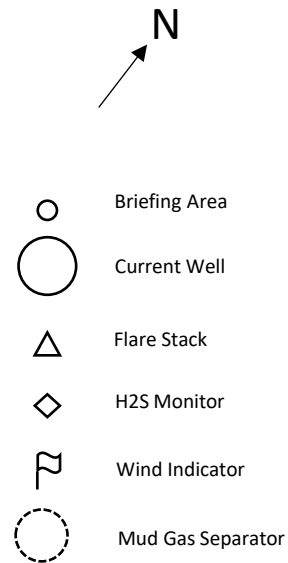 N
Briefing Area
Current Well
Flare Stack
H2S Monitor
Wind Indicator
Mud Gas Separator